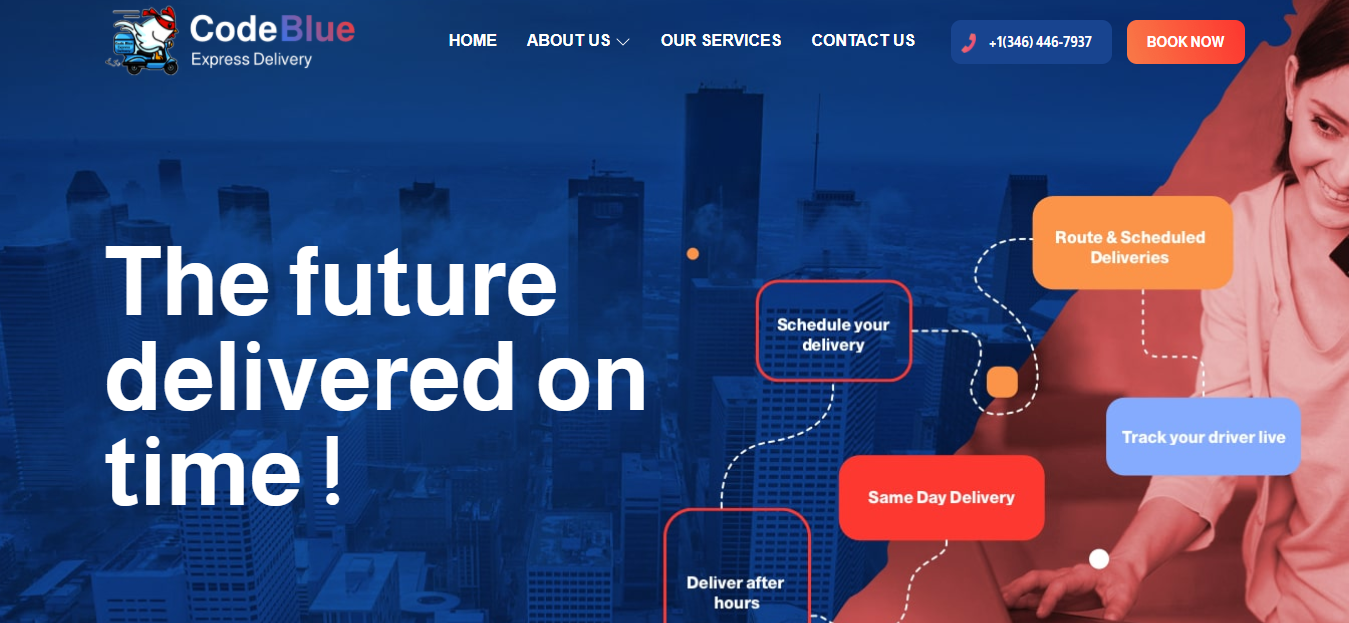 CodeBlue
Express Delivery
HOME
ABOUT US
OUR SERVICES
CONTACT US
+1(346) 446-7937
BOOK NOW
The future
delivered on
time !
Route & Scheduled
Deliveries
Schedule your
delivery
Track your driver live
Same Day Delivery
Deliver after
hours